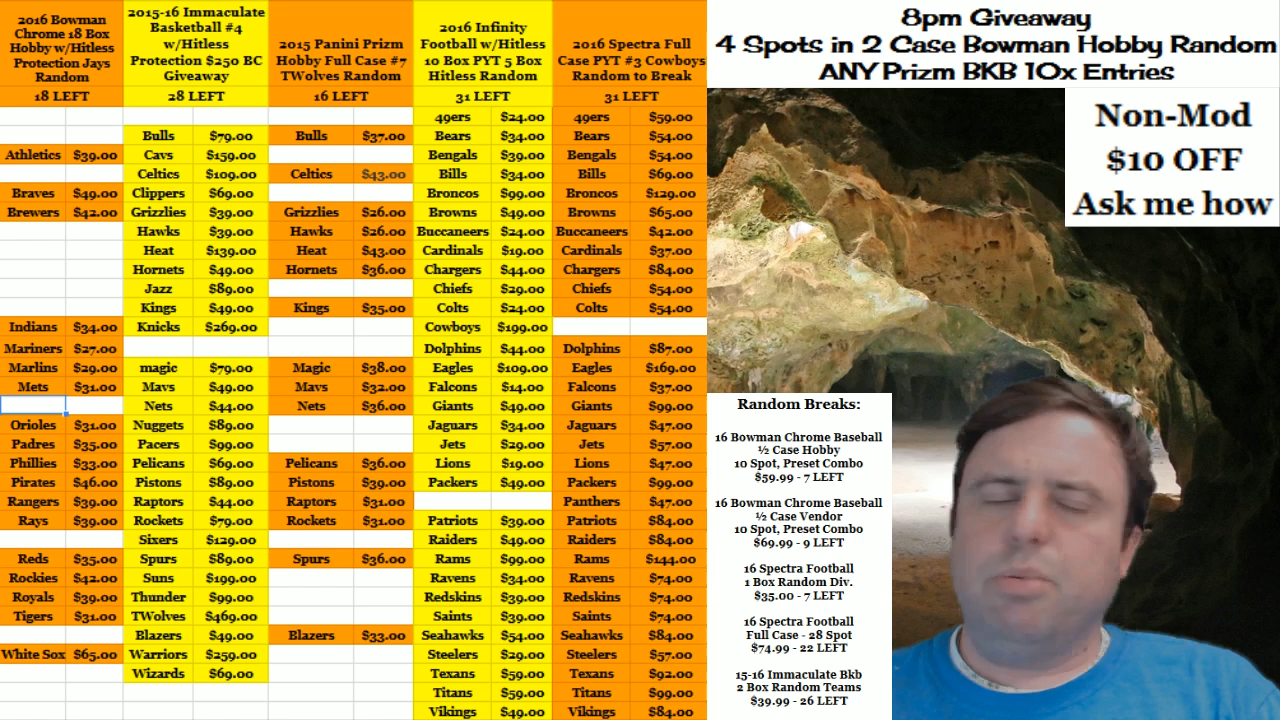 2016 Bowman
Chrome 18 Box
Hobby w/Hitless
Protection Jays
Random
18 LEFT
Athletics $39.00
Braves $49.00
Brewers $42.00
Indians $34.00
Mariners $27.00
Marlins $29.00
Mets $31.00
Orioles $31.00
Padres $35.00
Phillies $33.00
Pirates $46.00
Rangers $39.00
Rays $39.00
Reds $35.00
Rockies $42.00
Royals $39.00
Tigers $31.00
White Sox $65.00
2015-16 Immaculate
Basketball #4
w/Hitless
Protection $250 BC
Giveaway
28 LEFT
Bulls $79.00
Cavs $159.00
Celtics $109.00
Clippers $69.00
Grizzlies $39.00
Hawks $39.00
Heat $139.00
Hornets $49.00
Jazz $89.00
Kings $49.00
Knicks $269.00
magic $79.00
Mavs $49.00
Nets $44.00
Nuggets $89.00
Pacers $99.00
Pelicans $69.00
Pistons $89.00
Raptors $44.00
Rockets $79.00
Sixers $129.00
Spurs $89.00
Suns $199.00
Thunder $99.00
TWolves $469.00
Blazers $49.00
Warriors $259.00
Wizards $69.00
2015 Panini Prizm
Hobby Full Case #7
TWolves Random
16 LEFT
Bulls $37.00
Celtics $43.00
Grizzlies $26.00
Hawks $26.00
Heat $43.00
Hornets $36.00
Kings $35.00
Magic $38.00
Mavs $32.00
Nets $36.00
Pelicans $36.00
Pistons $39.00
Raptors $31.00
Rockets $31.00
Spurs $36.00
Blazers $33.00
2016 Infinity
Football w/Hitless
10 Box PYT 5 Box
Hitless Random
31 LEFT
49ers $24.00
Bears $34.00
Bengals $39.00
Bills $34.00
Broncos $99.00
Browns $49.00
Buccaneers $24.00
Cardinals $19.00
Chargers $44.00
Chiefs $29.00
Colts $24.00
Cowboys $199.00
Dolphins $44.00
Eagles $109.00
Falcons $14.00
Giants $49.00
Jaguars $34.00
Jets $29.00
Lions $19.00
Packers $49.00
Patriots $39.00
Raiders $49.00
Rams $99.00
Ravens $34.00
Redskins $39.00
Saints $39.00
Seahawks $54.00
Steelers $29.00
Texans $59.00
Titans $59.00
Vikings $49.00
2016 Spectra Full
Case PYT #3 Cowboys
Random to Break
31 LEFT
49ers $59.00
Bears $54.00
Bengals $54.00
Bills $69.00
Broncos $129.00
Browns $65.00
Buccaneers $42.00
Cardinals $37.00
Chargers $84.00
Chiefs $54.00
Colts $54.00
Dolphins $87.00
Eagles $169.00
Falcons $37.00
Giants $99.00
Jaguars $47.00
Jets $57.00
Lions $47.00
Packers $99.00
Panthers $47.00
Patriots $84.00
Raiders $84.00
Rams $144.00
Ravens $74.00
Redskins $74.00
Saints $74.00
Seahawks $84.00
Steelers $57.00
Texans $92.00
Titans $99.00
Vikings $84.00
8pm Giveaway
4 Spots in 2 Case Bowman Hobby Random
ANY Prizm BKB 10x Entries
Non-Mod
$10 OFF
Ask me how
Random Breaks:
16 Bowman Chrome Baseball
½ Case Hobby
10 Spot, Preset Combo
$59.99 - 7 LEFT
16 Bowman Chrome Baseball
½ Case Vendor
10 Spot, Preset Combo
$69.99 - 9 LEFT
16 Spectra Football
1 Box Random Div.
$35.00 - 7 LEFT
16 Spectra Football
Full Case - 28 Spot
$74.99 - 22 LEFT
15-16 Immaculate Bkb
2 Box Random Teams
$39.99 - 26 LEFT